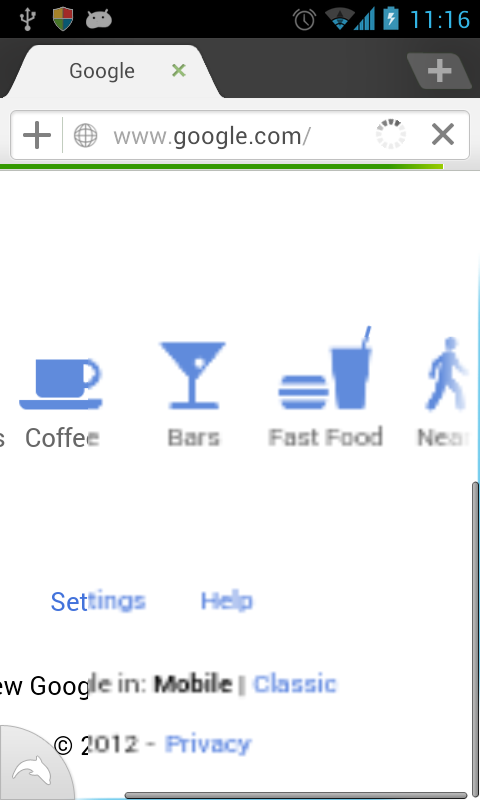 11:16
Google
www.google.com/
s Coffee Bars Fast Food Near
Settings Help
ew Google in: Mobile | Classic
© 2012 - Privacy